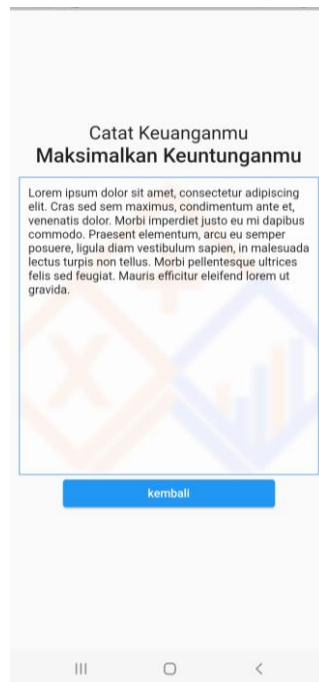 Catat Keuanganmu
Maksimalkan Keuntunganmu
Lorem ipsum dolor sit amet, consectetur adipiscing
elit. Cras sed sem maximus, condimentum ante et,
venenatis dolor. Morbi imperdiet justo eu mi dapibus
commodo. Praesent elementum, arcu eu semper
posuere, ligula diam vestibulum sapien, in malesuada
lectus turpis non tellus. Morbi pellentesque ultrices
felis sed feugiat. Mauris efficitur eleifend lorem ut
gravida.
kembali